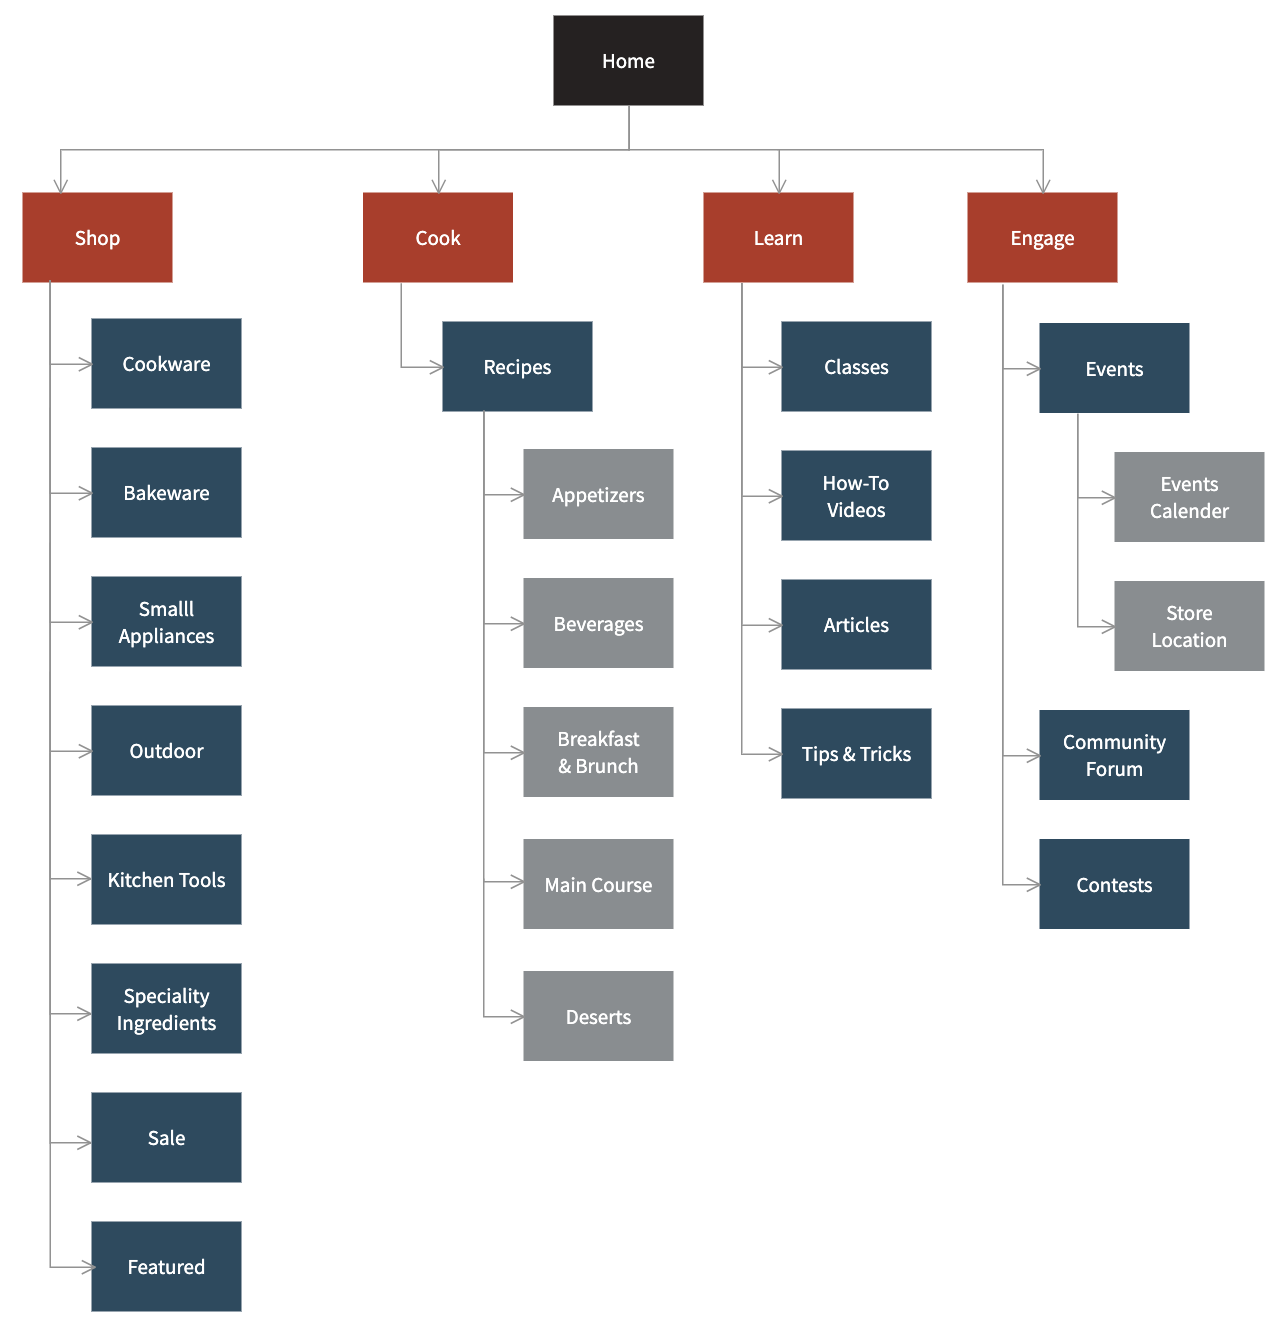 Home
Shop
Cook
Learn
Engage
Cookware
Bakeware
Smalll
Appliances
Outdoor
Kitchen Tools
Speciality
Ingredients
Sale
Featured
Recipes
Appetizers
Beverages
Breakfast
& Brunch
Main Course
Deserts
Classes
How-To
Videos
Articles
Tips & Tricks
Events
Events
Calender
Store
Location
Community
Forum
Contests